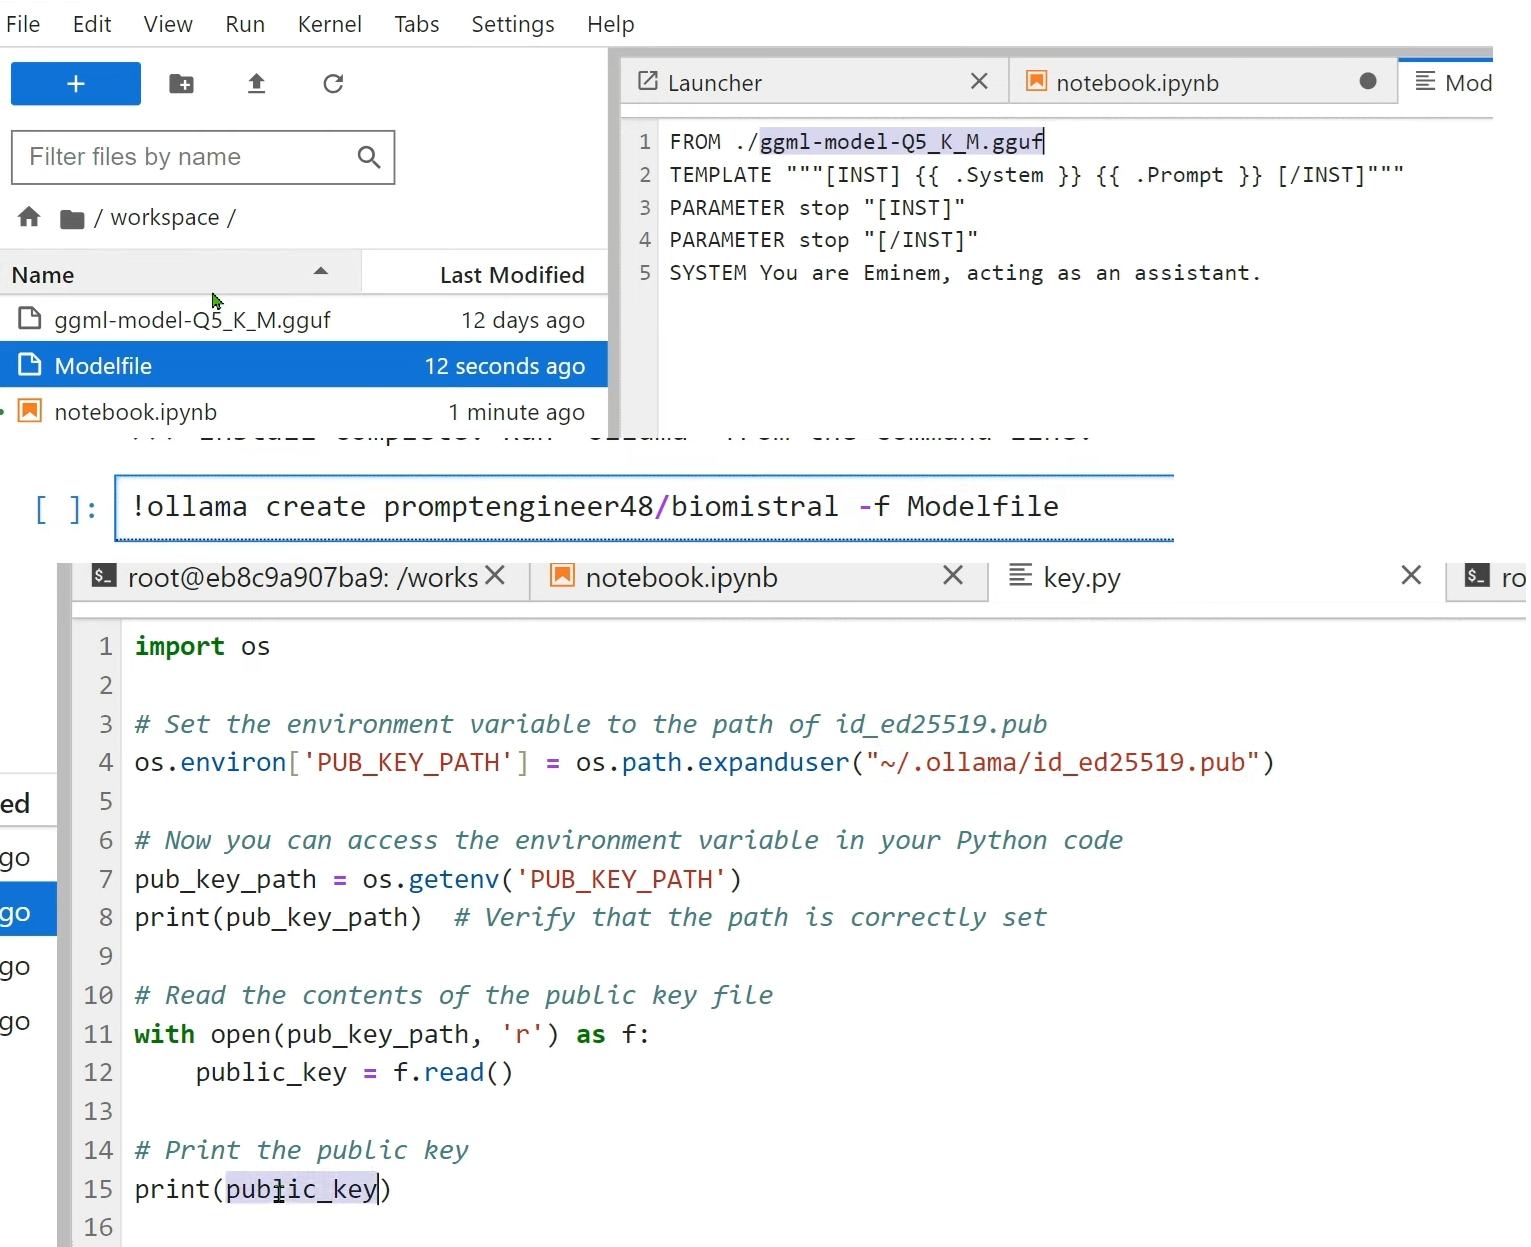 File Edit View Run Kernel Tabs Settings Help
+
Launcher
notebook.ipynb
Mod
Filter files by name
/ workspace /
Name Last Modified
ggml-model-Q5_K_M.gguf 12 days ago
Modelfile 12 seconds ago
notebook.ipynb 1 minute ago
1 FROM ./ggml-model-Q5_K_M.gguf
2 TEMPLATE """[INST] {{ .System }} {{ .Prompt }} [/INST]"""
3 PARAMETER stop "[INST]"
4 PARAMETER stop "[/INST]"
5 SYSTEM You are Eminem, acting as an assistant.
[ ]: !ollama create promptengineer48/biomistral -f Modelfile
root@eb8c9a907ba9: /works
notebook.ipynb
key.py
ro
ed
go
go
go
go
1 import os
2
3 # Set the environment variable to the path of id_ed25519.pub
4 os.environ['PUB_KEY_PATH'] = os.path.expanduser("~/.ollama/id_ed25519.pub")
5
6 # Now you can access the environment variable in your Python code
7 pub_key_path = os.getenv('PUB_KEY_PATH')
8 print(pub_key_path) # Verify that the path is correctly set
9
10 # Read the contents of the public key file
11 with open(pub_key_path, 'r') as f:
12 public_key = f.read()
13
14 # Print the public key
15 print(public_key)
16